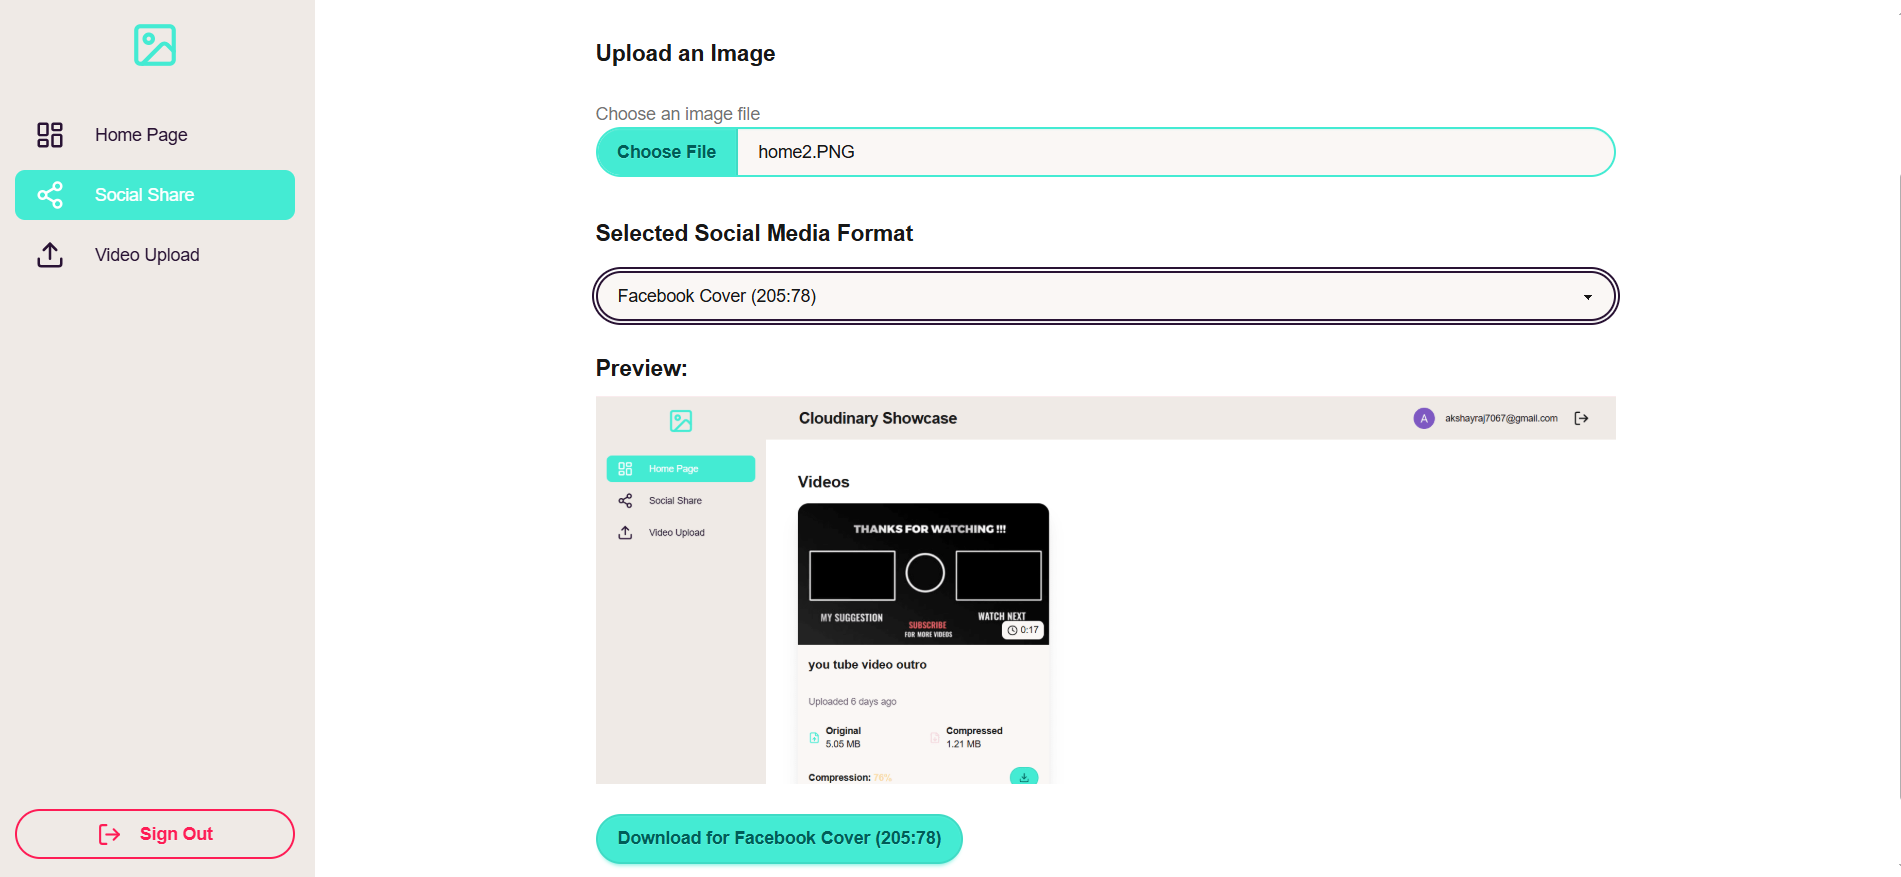 Home Page
Social Share
Video Upload
Sign Out
Upload an Image
Choose an image file
Choose File home2.PNG
Selected Social Media Format
Facebook Cover (205:78)
Preview:
Cloudinary Showcase
A akshayraj7067@gmail.com
Home Page
Social Share
Video Upload
Videos
THANKS FOR WATCHING !!!
MY SUGGESTION
WATCH NEXT
SUBSCRIBE
FOR MORE VIDEOS
0:17
you tube video outro
Uploaded 6 days ago
Original
5.05 MB
Compressed
1.21 MB
Compression: 76%
Download for Facebook Cover (205:78)